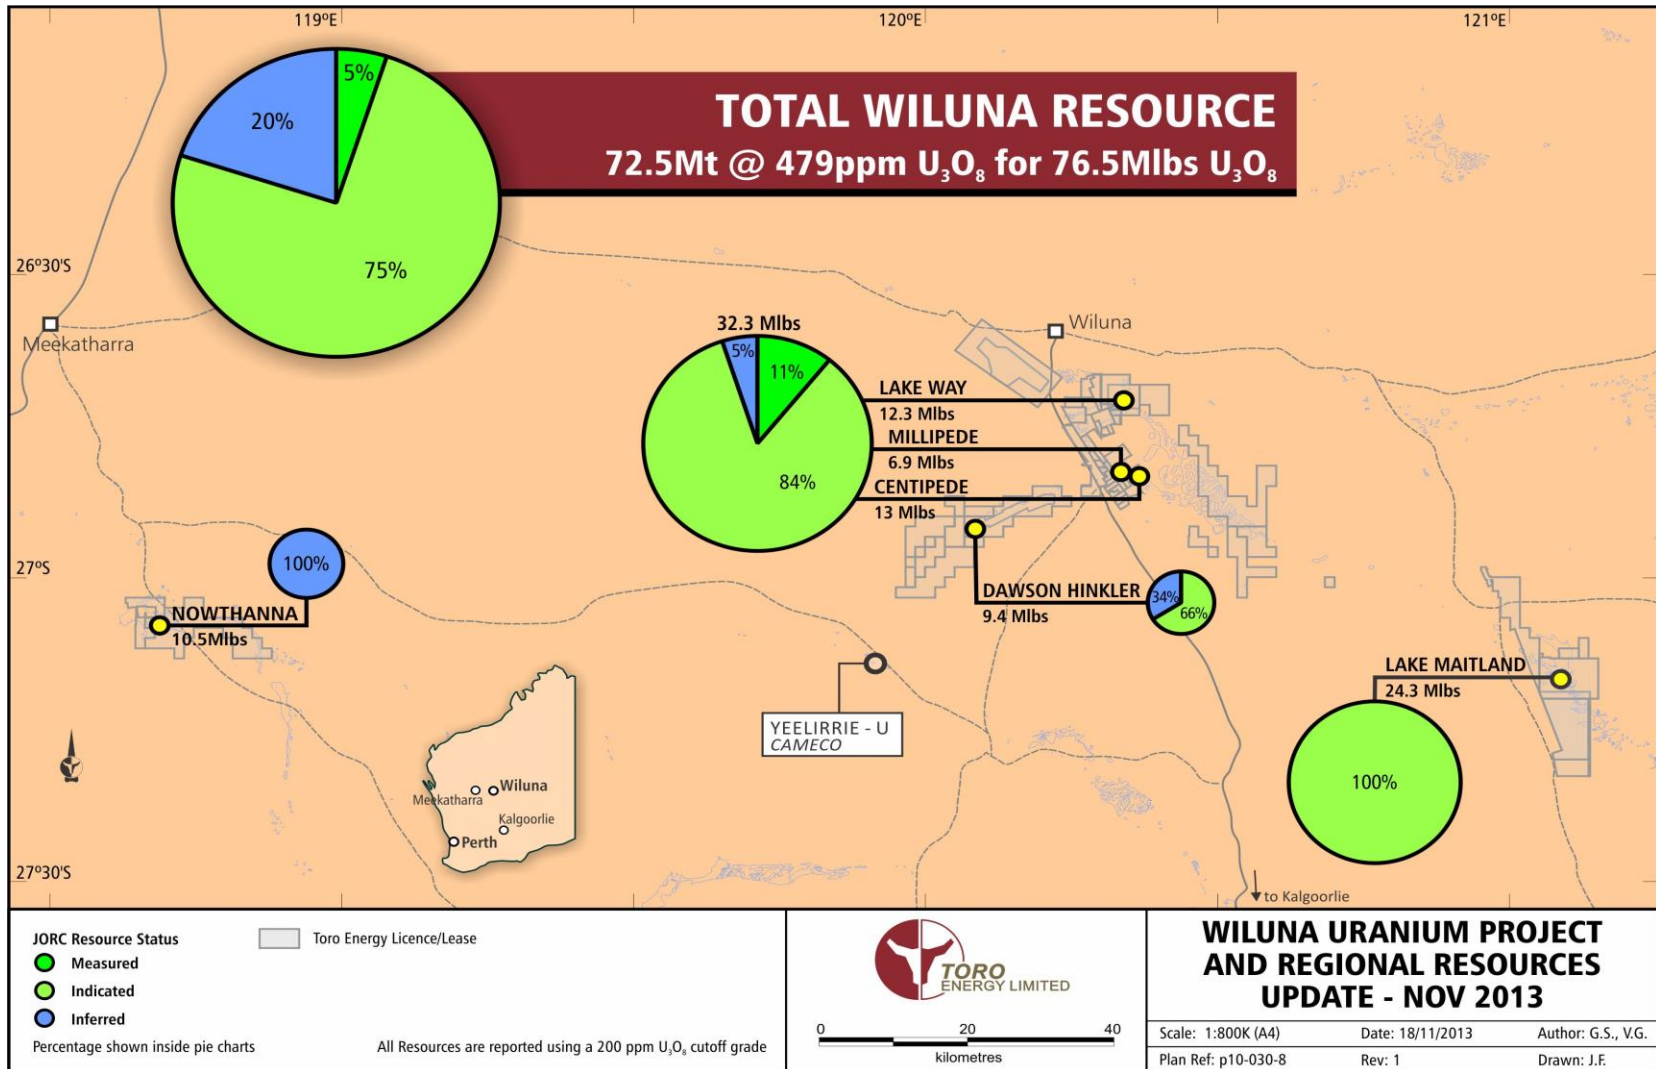 119ºE
120ºE
121ºE
TOTAL WILUNA RESOURCE
72.5Mt @ 479ppm U₃O₈ for 76.5Mlbs U₃O₈
5%
20%
75%
26º30'S
27ºS
27º30'S
Meekatharra
Wiluna
32.3 Mlbs
5%
11%
84%
LAKE WAY
12.3 Mlbs
MILLIPEDE
6.9 Mlbs
CENTIPEDE
13 Mlbs
100%
NOWTHANNA
10.5Mlbs
DAWSON HINKLER
9.4 Mlbs
34%
66%
LAKE MAITLAND
24.3 Mlbs
100%
YEELIRRIE - U
CAMECO
Wiluna
Meekatharra
Kalgoorlie
Perth
to Kalgoorlie
JORC Resource Status
Toro Energy Licence/Lease
Measured
Indicated
Inferred
Percentage shown inside pie charts
All Resources are reported using a 200 ppm U₃O₈ cutoff grade
TORO
ENERGY LIMITED
0 20 40
kilometres
WILUNA URANIUM PROJECT
AND REGIONAL RESOURCES
UPDATE - NOV 2013
Scale: 1:800K (A4) Date: 18/11/2013 Author: G.S., V.G.
Plan Ref: p10-030-8 Rev: 1 Drawn: J.F.